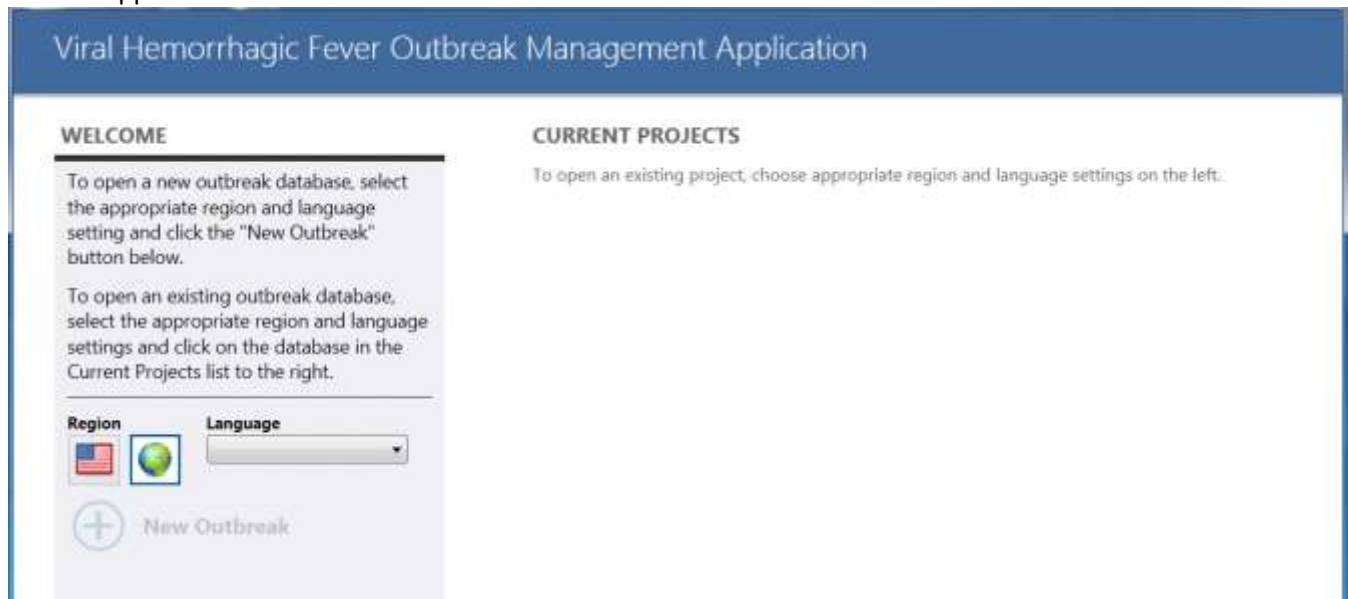 Viral Hemorrhagic Fever Outbreak Management Application
WELCOME
To open a new outbreak database, select
the appropriate region and language
setting and click the "New Outbreak"
button below.
To open an existing outbreak database,
select the appropriate region and language
settings and click on the database in the
Current Projects list to the right.
Region
Language
New Outbreak
CURRENT PROJECTS
To open an existing project, choose appropriate region and language settings on the left.